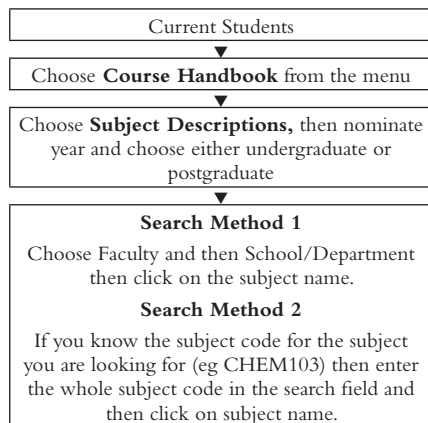 Current Students
▼
Choose Course Handbook from the menu
▼
Choose Subject Descriptions, then nominate
year and choose either undergraduate or
postgraduate
▼
Search Method 1
Choose Faculty and then School/Department
then click on the subject name.
Search Method 2
If you know the subject code for the subject
you are looking for (eg CHEM103) then enter
the whole subject code in the search field and
then click on subject name.